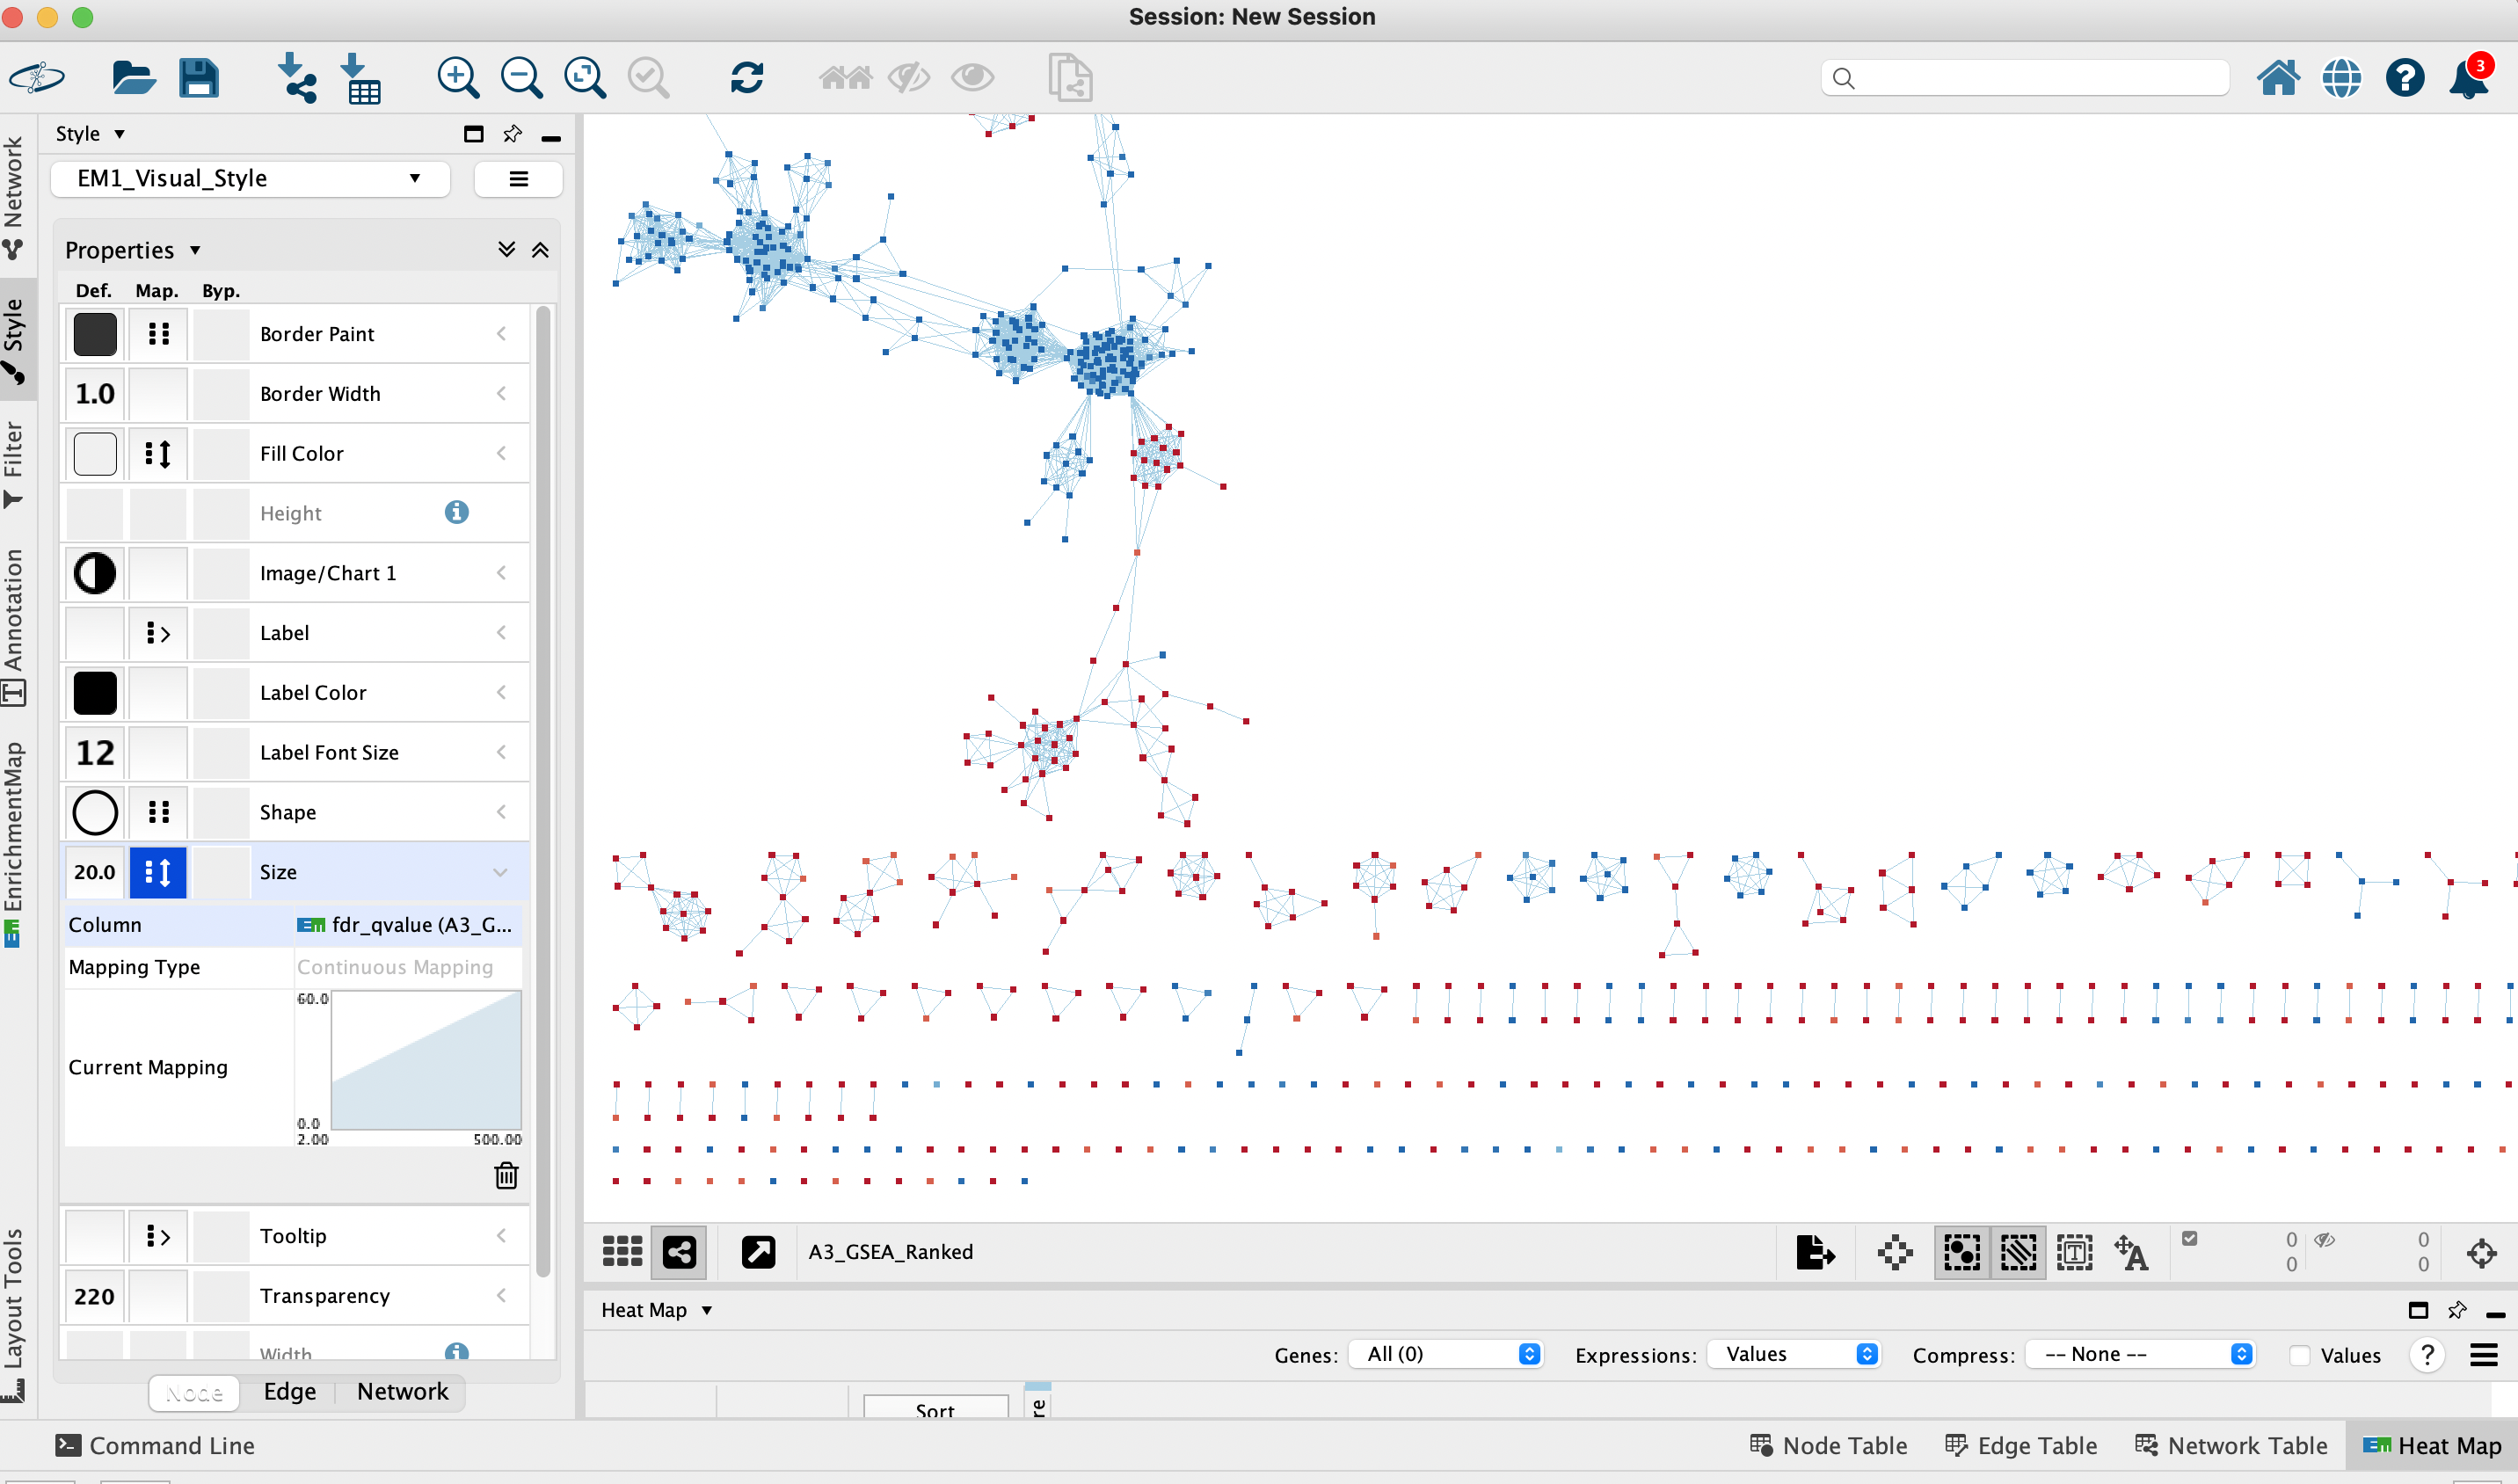 Session: New Session
3
Network
Style
Filter
Annotation
EnrichmentMap
Layout Tools
Style
EM1_Visual_Style
Properties
Def. Map. Byp.
Border Paint
1.0 Border Width
Fill Color
Height
Image/Chart 1
Label
Label Color
12 Label Font Size
Shape
20.0 Size
Column EM fdr_qvalue (A3_G...
Mapping Type Continuous Mapping
Current Mapping
60.0
0.0
2.00 500.00
Tooltip
220 Transparency
Width
Node Edge Network
A3_GSEA_Ranked
0 0
0 0
Heat Map
Genes: All (0) Expressions: Values Compress: -- None -- Values ?
Sort
re
Command Line
Node Table Edge Table Network Table EM Heat Map